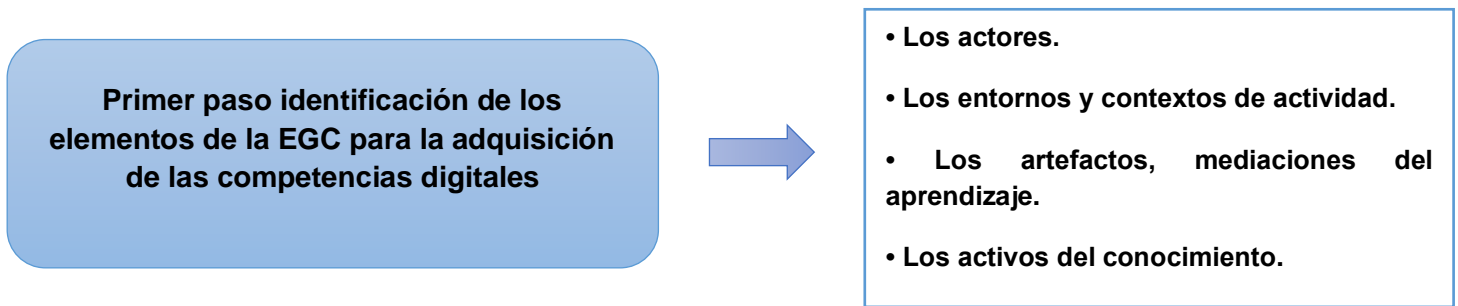 Primer paso identificación de los
elementos de la EGC para la adquisición
de las competencias digitales
• Los actores.
• Los entornos y contextos de actividad.
• Los artefactos, mediaciones del
aprendizaje.
• Los activos del conocimiento.